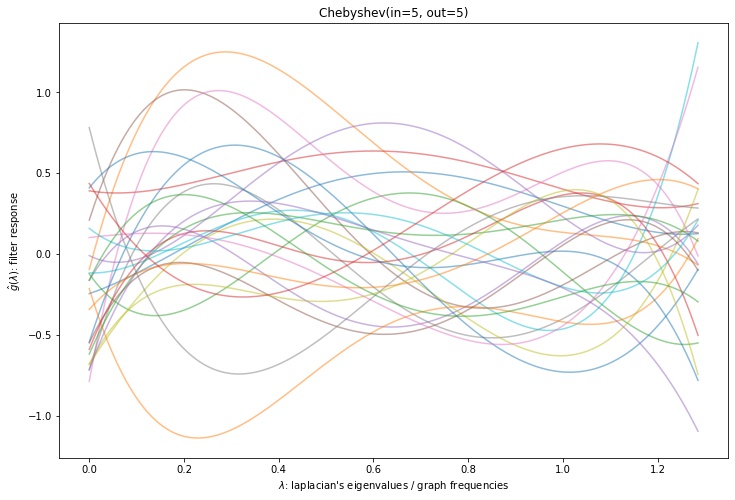 Chebyshev(in=5, out=5)
ĝ(λ): filter response
1.0
0.5
0.0
−0.5
−1.0
0.0 0.2 0.4 0.6 0.8 1.0 1.2
λ: laplacian's eigenvalues / graph frequencies